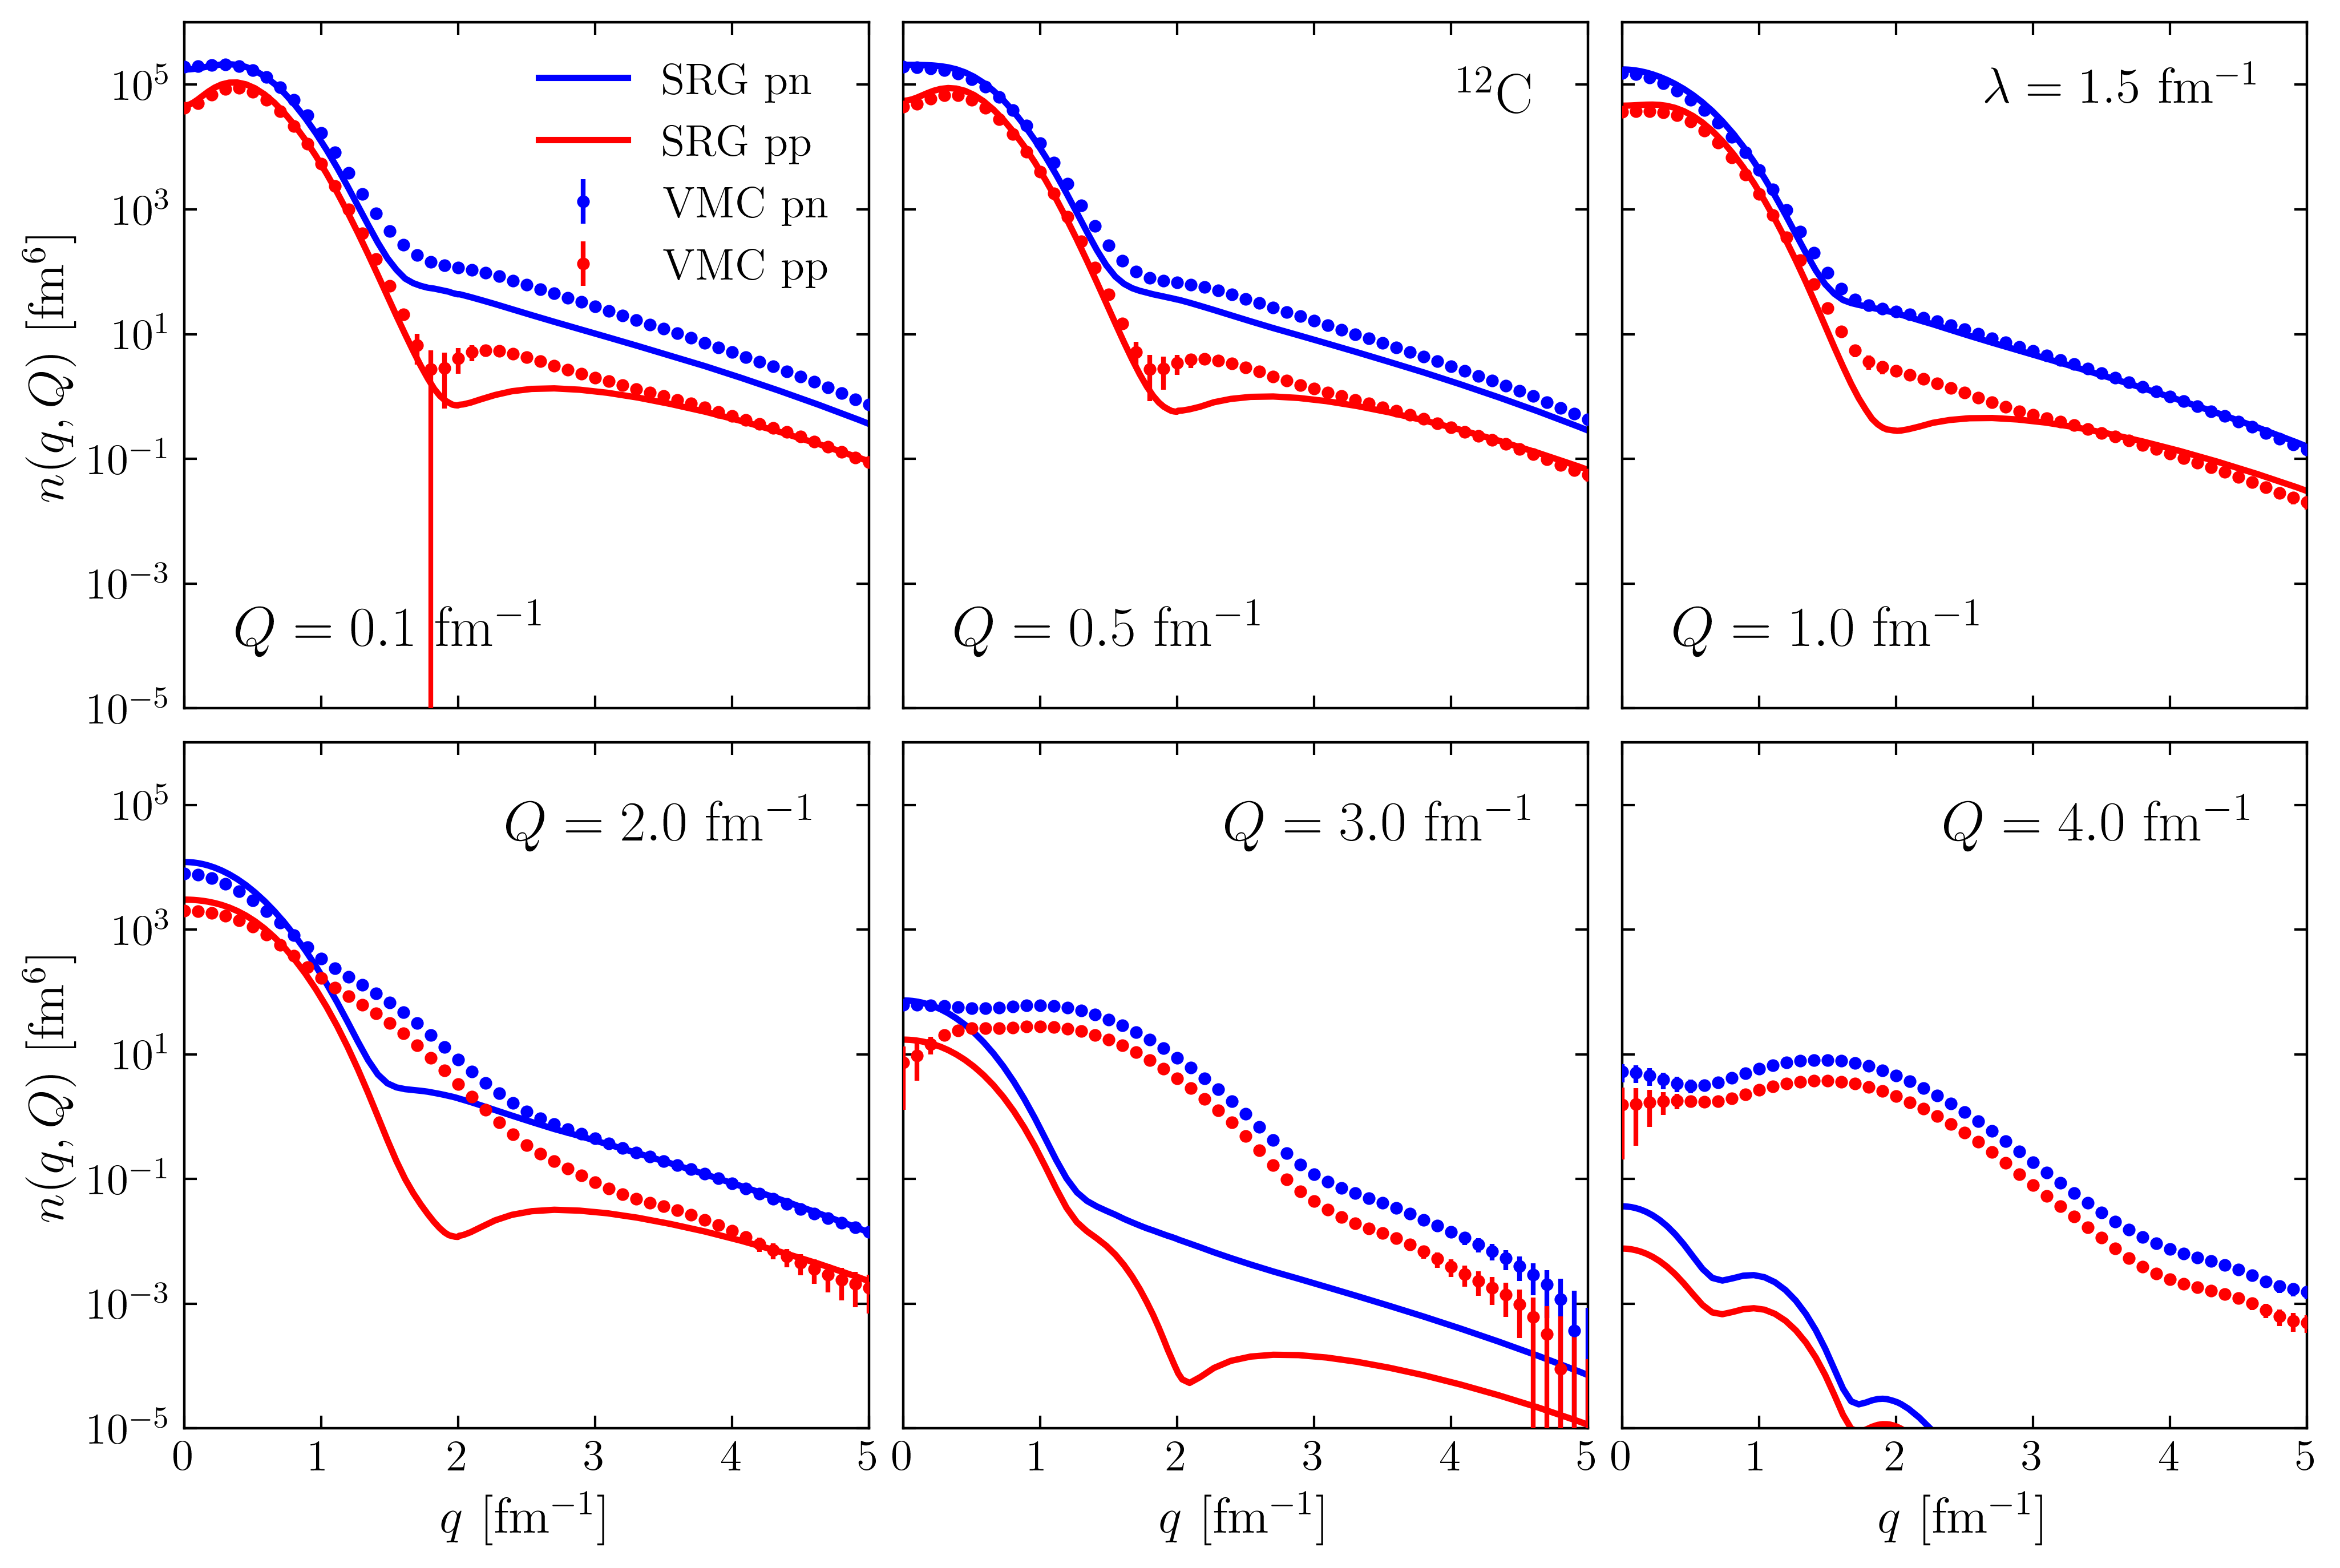 n(q, Q) [fm⁶]
10⁵
10³
10¹
10⁻¹
10⁻³
10⁻⁵
SRG pn
SRG pp
VMC pn
VMC pp
Q = 0.1 fm⁻¹
¹²C
Q = 0.5 fm⁻¹
λ = 1.5 fm⁻¹
Q = 1.0 fm⁻¹
n(q, Q) [fm⁶]
10⁵
10³
10¹
10⁻¹
10⁻³
10⁻⁵
Q = 2.0 fm⁻¹
Q = 3.0 fm⁻¹
Q = 4.0 fm⁻¹
0 1 2 3 4 5
0 1 2 3 4 5
0 1 2 3 4 5
q [fm⁻¹]
q [fm⁻¹]
q [fm⁻¹]